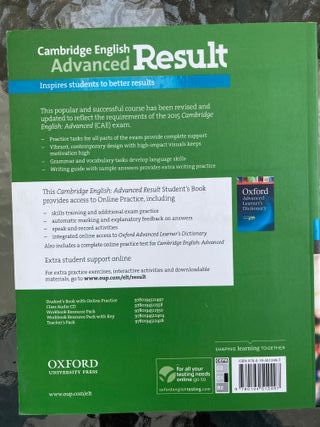 Cambridge English
Advanced Result
Inspires students to better results
This popular and successful course has been revised and
updated to reflect the requirements of the 2015 Cambridge
English: Advanced (CAE) exam.
– Practice tasks for all parts of the exam provide complete support
– Vibrant, contemporary design with high-impact visuals keeps
motivation high
– Grammar and vocabulary tasks develop language skills
– Writing guide with sample answers provides extra writing practice
This Cambridge English: Advanced Result Student's Book
provides access to Online Practice, including
– skills training and additional exam practice
– automatic marking and explanatory feedback on answers
– speak-and-record activities
– integrated online access to Oxford Advanced Learner's Dictionary
Also includes a complete online practice test for Cambridge English: Advanced
Extra student support online
For extra practice exercises, interactive activities and downloadable
materials, go to www.oup.com/elt/result
Oxford
Advanced
Learner's
Dictionary
Student's Book with Online Practice
Class Audio CD
Workbook Resource Pack
Workbook Resource Pack with Key
Teacher's Pack
SHAPING learning TOGETHER
OXFORD
UNIVERSITY PRESS
www.oup.com/elt
for all your
testing needs
online go to
oxfordenglishtesting.com